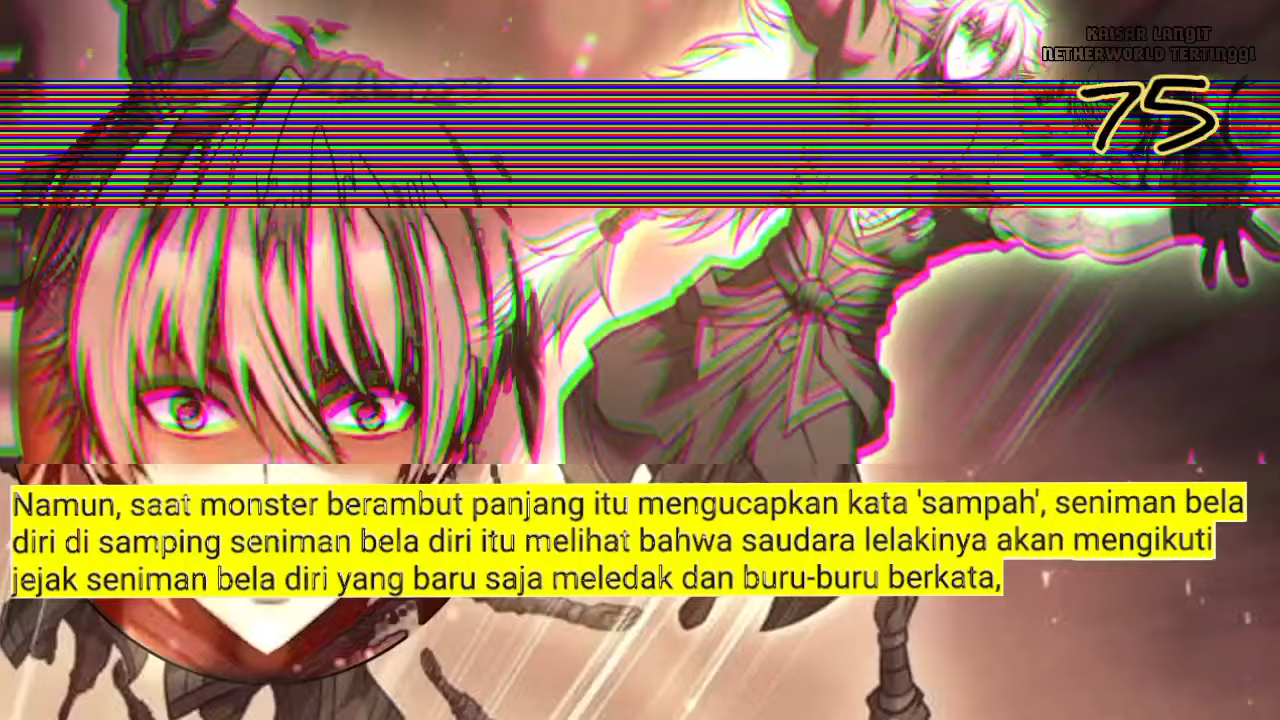 KAISAR LANGIT
NETHERWORLD TERTINGGI
75
Namun, saat monster berambut panjang itu mengucapkan kata 'sampah', seniman bela
diri di samping seniman bela diri itu melihat bahwa saudara lelakinya akan mengikuti
jejak seniman bela diri yang baru saja meledak dan buru-buru berkata,